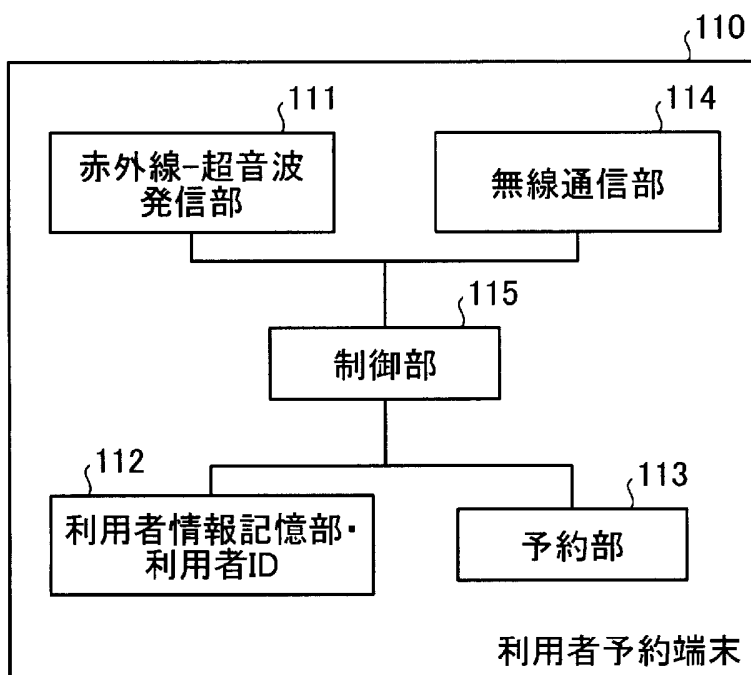 110
111
赤外線-超音波
発信部
114
無線通信部
115
制御部
112
利用者情報記憶部・
利用者ID
113
予約部
利用者予約端末